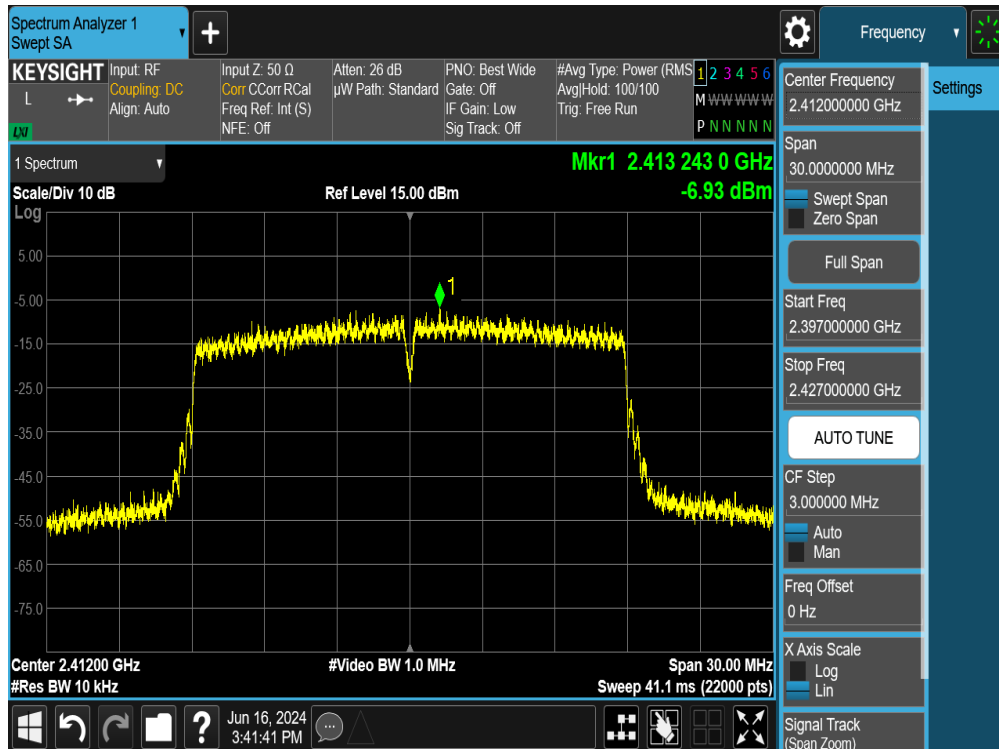 Spectrum Analyzer 1
Swept SA
+
Frequency
KEYSIGHT
L
LXI
Input: RF
Coupling: DC
Align: Auto
Input Z: 50 Ω
Corr CCorr RCal
Freq Ref: Int (S)
NFE: Off
Atten: 26 dB
µW Path: Standard
PNO: Best Wide
Gate: Off
IF Gain: Low
Sig Track: Off
#Avg Type: Power (RMS
Avg|Hold: 100/100
Trig: Free Run
1 2 3 4 5 6
M W W W W W
P N N N N N
1 Spectrum
Scale/Div 10 dB
Log
Ref Level 15.00 dBm
Mkr1 2.413 243 0 GHz
-6.93 dBm
5.00
-5.00
-15.0
-25.0
-35.0
-45.0
-55.0
-65.0
-75.0
1
Center 2.41200 GHz
#Res BW 10 kHz
#Video BW 1.0 MHz
Span 30.00 MHz
Sweep 41.1 ms (22000 pts)
Center Frequency
2.412000000 GHz
Settings
Span
30.0000000 MHz
Swept Span
Zero Span
Full Span
Start Freq
2.397000000 GHz
Stop Freq
2.427000000 GHz
AUTO TUNE
CF Step
3.000000 MHz
Auto
Man
Freq Offset
0 Hz
X Axis Scale
Log
Lin
Signal Track
(Span Zoom)
?
Jun 16, 2024
3:41:41 PM